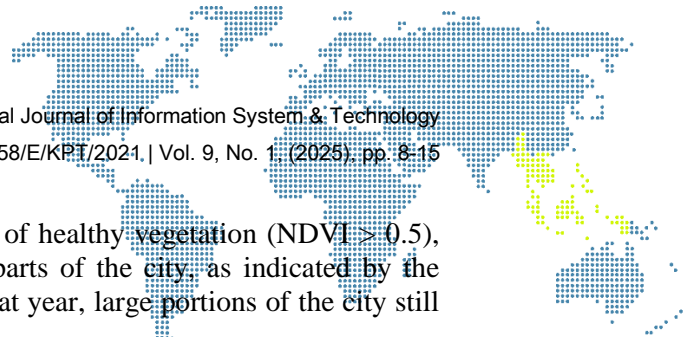 al Journal of Information System & Technology
58/E/KPT/2021 | Vol. 9, No. 1, (2025), pp. 8-15
of healthy vegetation (NDVI > 0.5),
parts of the city, as indicated by the
at year, large portions of the city still